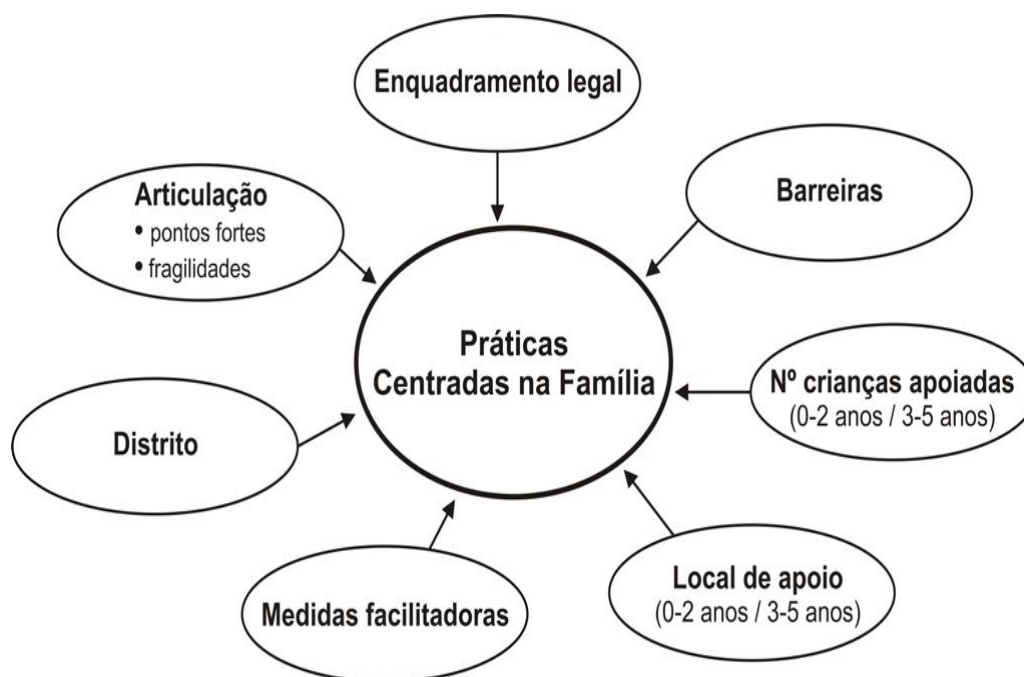 Enquadramento legal
Articulação
• pontos fortes
• fragilidades
Barreiras
Práticas
Centradas na Família
Nº crianças apoiadas
(0-2 anos / 3-5 anos)
Distrito
Local de apoio
(0-2 anos / 3-5 anos)
Medidas facilitadoras